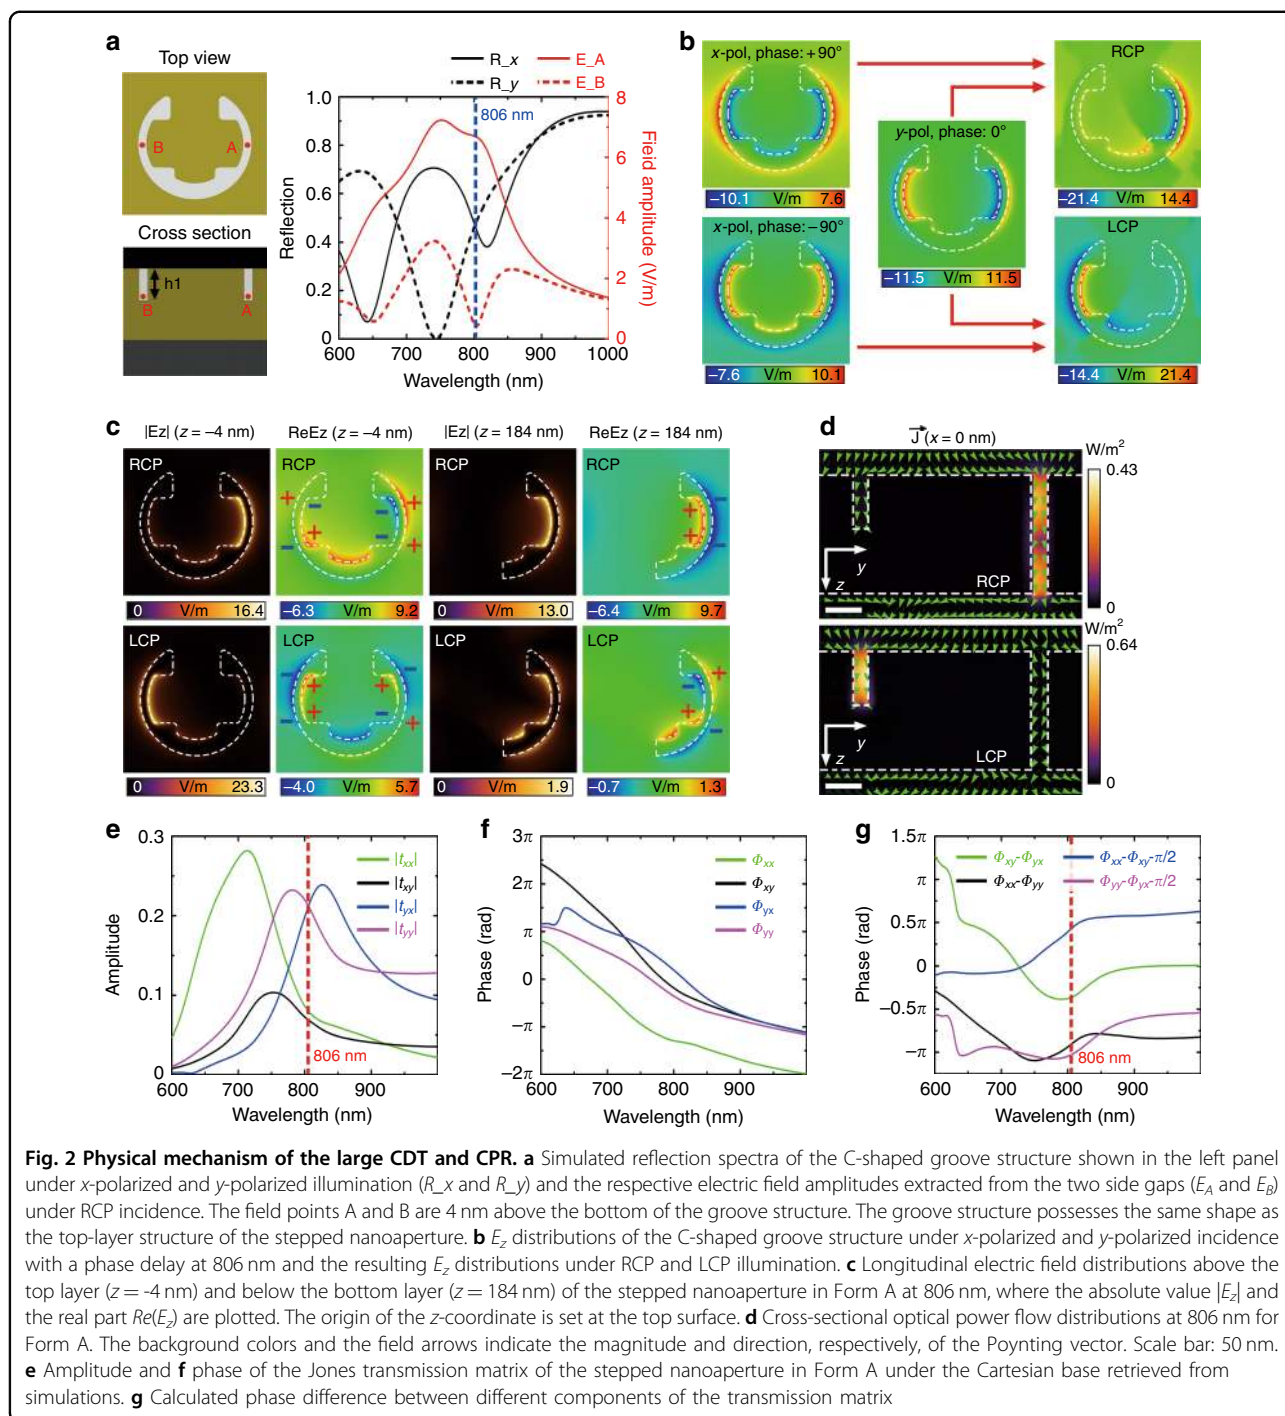 a
Top view
B
A
Cross section
h1
B
A
R_x
R_y
E_A
E_B
806 nm
1.0
0.8
0.6
0.4
0.2
0
Reflection
8
6
4
2
0
Field amplitude (V/m)
600
700
800
900
1000
Wavelength (nm)
b
x-pol, phase: +90°
−10.1 V/m 7.6
x-pol, phase: −90°
−7.6 V/m 10.1
y-pol, phase: 0°
−11.5 V/m 11.5
RCP
−21.4 V/m 14.4
LCP
−14.4 V/m 21.4
c
|Ez| (z = −4 nm)
ReEz (z = −4 nm)
|Ez| (z = 184 nm)
ReEz (z = 184 nm)
RCP
RCP
RCP
RCP
0 V/m 16.4
−6.3 V/m 9.2
0 V/m 13.0
−6.4 V/m 9.7
LCP
LCP
LCP
LCP
0 V/m 23.3
−4.0 V/m 5.7
0 V/m 1.9
−0.7 V/m 1.3
d
J (x = 0 nm)
W/m²
0.43
0
y
z
RCP
W/m²
0.64
0
y
z
LCP
e
0.3
0.2
0.1
0
Amplitude
|txx|
|txy|
|tyx|
|tyy|
806 nm
600
700
800
900
Wavelength (nm)
f
3π
2π
π
0
−π
−2π
Phase (rad)
Φxx
Φxy
Φyx
Φyy
600
700
800
900
Wavelength (nm)
g
1.5π
π
0.5π
0
−0.5π
−π
Phase (rad)
Φxy-Φyx
Φxx-Φyy
Φxx-Φxy-π/2
Φyy-Φyx-π/2
806 nm
600
700
800
900
Wavelength (nm)
Fig. 2 Physical mechanism of the large CDT and CPR. a Simulated reflection spectra of the C-shaped groove structure shown in the left panel
under x-polarized and y-polarized illumination (R_x and R_y) and the respective electric field amplitudes extracted from the two side gaps (EA and EB)
under RCP incidence. The field points A and B are 4 nm above the bottom of the groove structure. The groove structure possesses the same shape as
the top-layer structure of the stepped nanoaperture. b Ez distributions of the C-shaped groove structure under x-polarized and y-polarized incidence
with a phase delay at 806 nm and the resulting Ez distributions under RCP and LCP illumination. c Longitudinal electric field distributions above the
top layer (z = -4 nm) and below the bottom layer (z = 184 nm) of the stepped nanoaperture in Form A at 806 nm, where the absolute value |Ez| and
the real part Re(Ez) are plotted. The origin of the z-coordinate is set at the top surface. d Cross-sectional optical power flow distributions at 806 nm for
Form A. The background colors and the field arrows indicate the magnitude and direction, respectively, of the Poynting vector. Scale bar: 50 nm.
e Amplitude and f phase of the Jones transmission matrix of the stepped nanoaperture in Form A under the Cartesian base retrieved from
simulations. g Calculated phase difference between different components of the transmission matrix